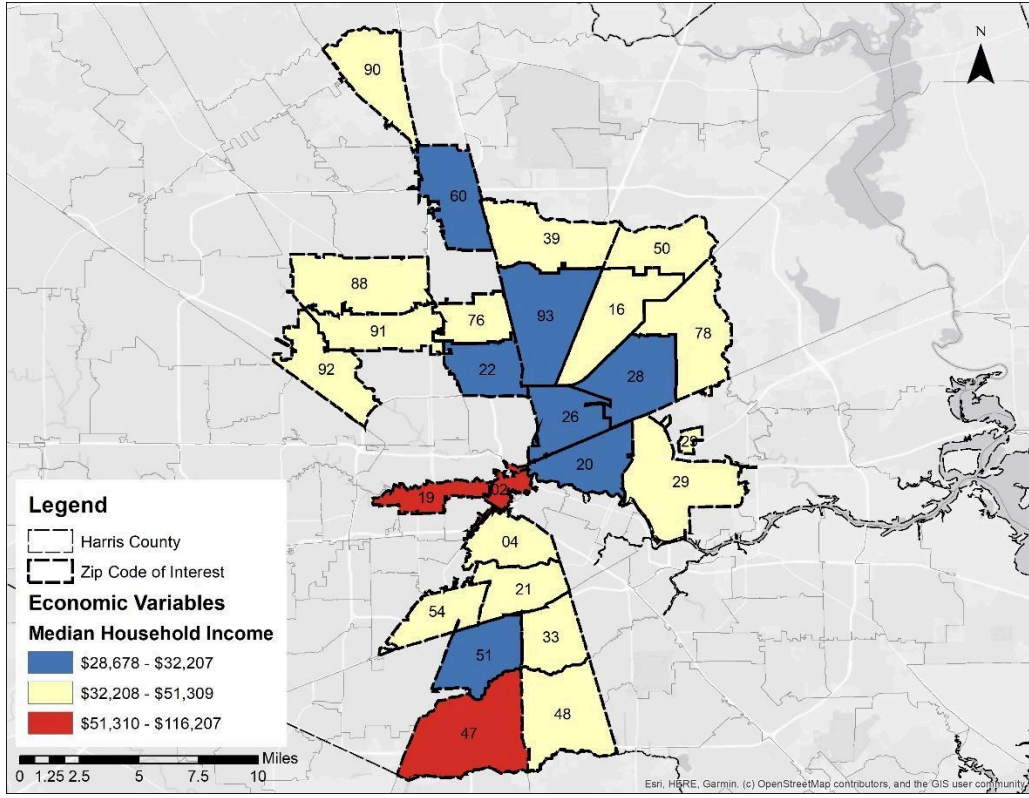 N
90
60
39
50
88
76
93
16
78
91
92
22
28
26
20
29
29
19
02
04
21
54
33
51
47
48
Legend
Harris County
Zip Code of Interest
Economic Variables
Median Household Income
$28,678 - $32,207
$32,208 - $51,309
$51,310 - $116,207
Miles
0 1.25 2.5 5 7.5 10
Esri, HERE, Garmin, (c) OpenStreetMap contributors, and the GIS user community